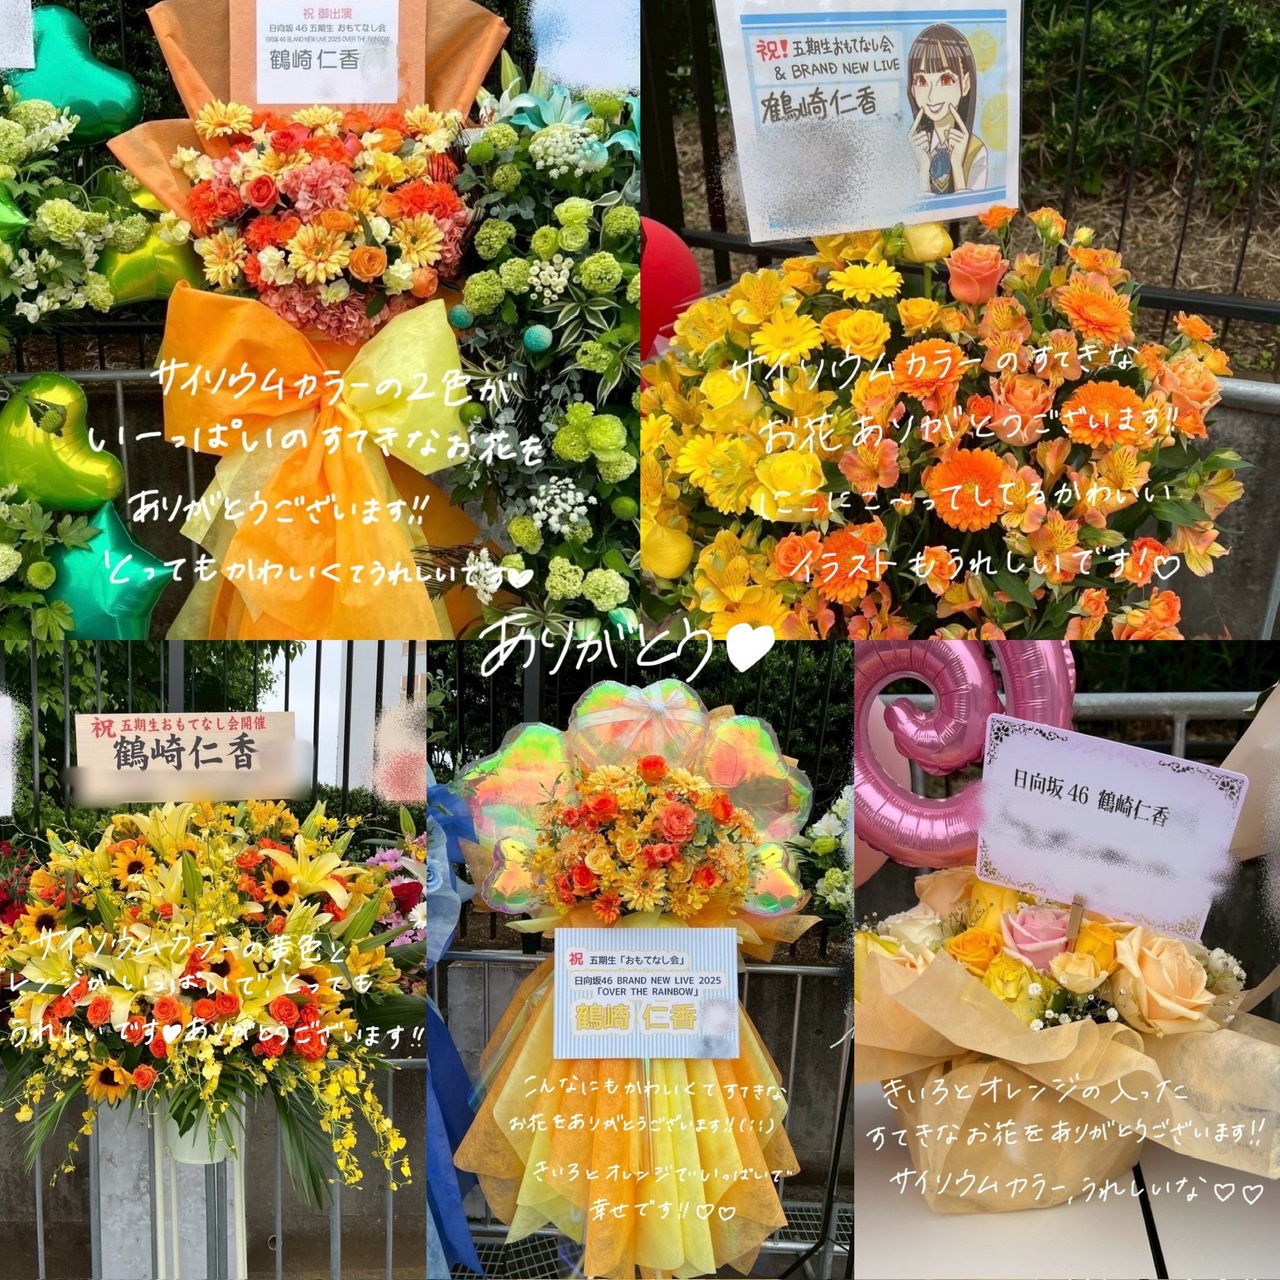 祝 御出演
日向坂46五期生 おもてなし会
日向坂46 BRAND NEW LIVE 2025 OVER THE RAINBOW
鶴崎 仁香
サイリウムカラーの2色が
いーっぱいの すてきなお花を
ありがとうございます!!
とってもかわいくてうれしいです♥
祝! 五期生おもてなし会
& BRAND NEW LIVE
鶴崎仁香
サイリウムカラーのすてきな
お花 ありがとうございます!!
にこにこ〜ってしてるかわいい
イラストもうれしいです!♡
ありがとう♥
祝 五期生おもてなし会開催
鶴崎仁香
サイリウムカラーの黄色と
レンジがいっぱいで、とっても
うれしいです♥ありがとうございます!!
祝 五期生「おもてなし会」
日向坂46 BRAND NEW LIVE 2025
「OVER THE RAINBOW」
鶴崎 仁香
こんなにもかわいくてすてきな
お花をありがとうございます!!(;;)
きいろとオレンジでいっぱいで
幸せです!!♡♡
日向坂46 鶴崎仁香
きいろとオレンジの入った
すてきなお花をありがとうございます!!
サイリウムカラー、うれしいな♡♡